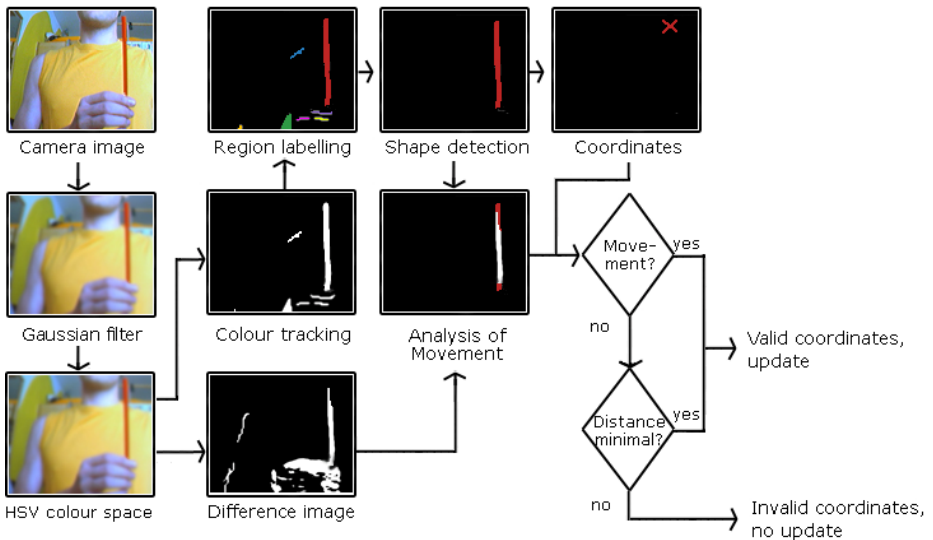 Camera image
Region labelling
Shape detection
Coordinates
Gaussian filter
Colour tracking
Analysis of
Movement
HSV colour space
Difference image
Move-
ment?
yes
no
Valid coordinates,
update
Distance
minimal?
yes
no
Invalid coordinates,
no update